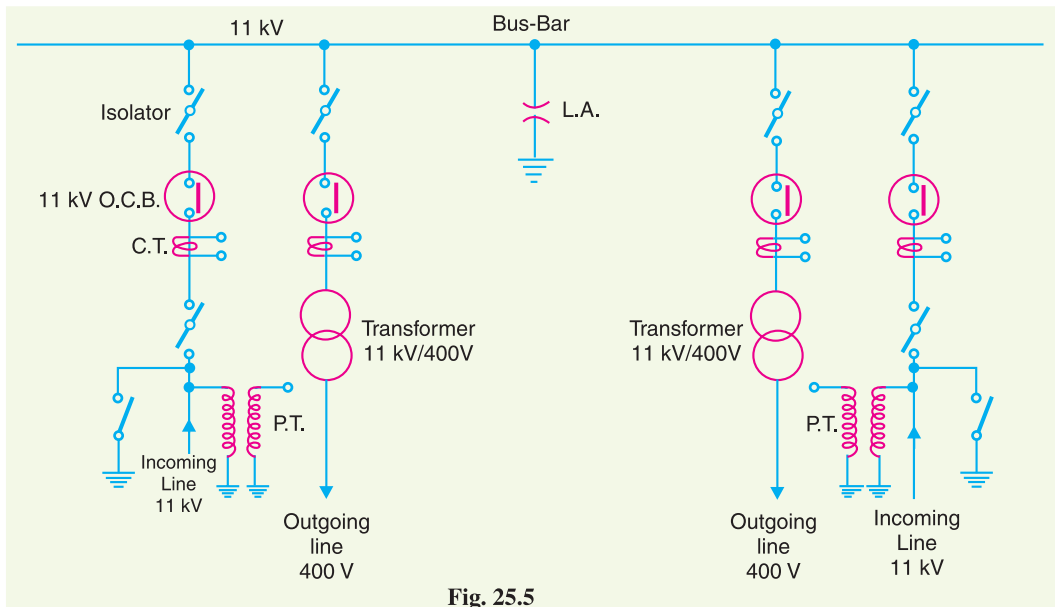 11 kV
Bus-Bar
Isolator
L.A.
11 kV O.C.B.
C.T.
Transformer
11 kV/400V
Transformer
11 kV/400V
P.T.
P.T.
Incoming
Line
11 kV
Outgoing
line
400 V
Outgoing
line
400 V
Incoming
Line
11 kV
Fig. 25.5